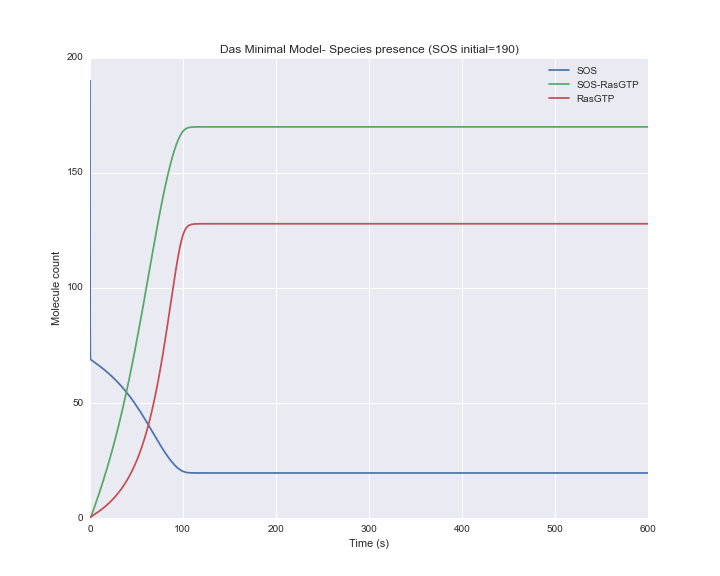 Das Minimal Model- Species presence (SOS initial=190)
200
150
100
50
0
Molecule count
SOS
SOS-RasGTP
RasGTP
0 100 200 300 400 500 600
Time (s)